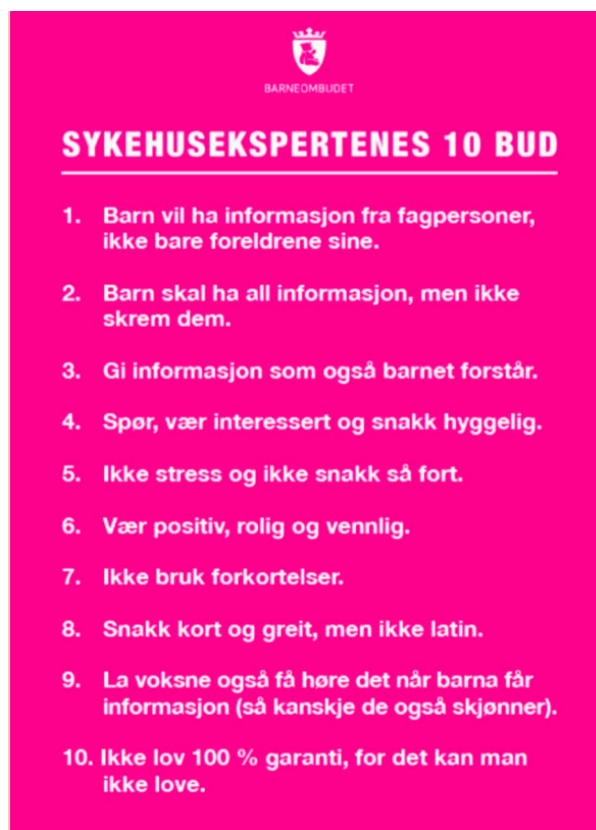 BARNEOMBUDET
SYKEHUSEKSPERTENES 10 BUD
1. Barn vil ha informasjon fra fagpersoner,
ikke bare foreldrene sine.
2. Barn skal ha all informasjon, men ikke
skrem dem.
3. Gi informasjon som også barnet forstår.
4. Spør, vær interessert og snakk hyggelig.
5. Ikke stress og ikke snakk så fort.
6. Vær positiv, rolig og vennlig.
7. Ikke bruk forkortelser.
8. Snakk kort og greit, men ikke latin.
9. La voksne også få høre det når barna får
informasjon (så kanskje de også skjønner).
10. Ikke lov 100 % garanti, for det kan man
ikke love.